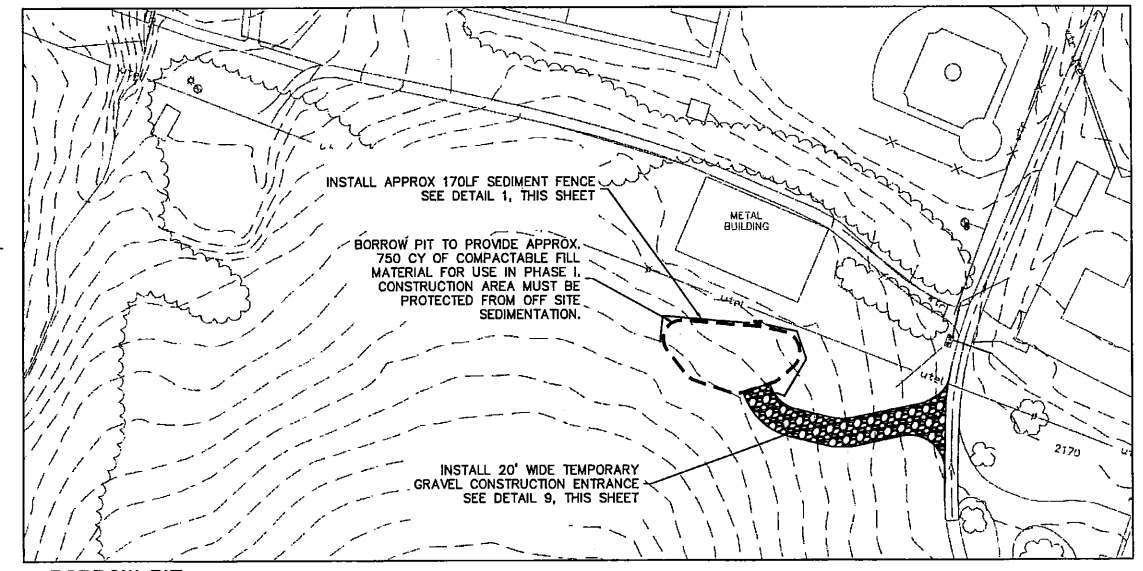 INSTALL APPROX 170LF SEDIMENT FENCE
SEE DETAIL 1, THIS SHEET
METAL
BUILDING
BORROW PIT TO PROVIDE APPROX.
750 CY OF COMPACTABLE FILL
MATERIAL FOR USE IN PHASE I.
CONSTRUCTION AREA MUST BE
PROTECTED FROM OFF SITE
SEDIMENTATION.
utel
utel
2170
INSTALL 20' WIDE TEMPORARY
GRAVEL CONSTRUCTION ENTRANCE
SEE DETAIL 9, THIS SHEET